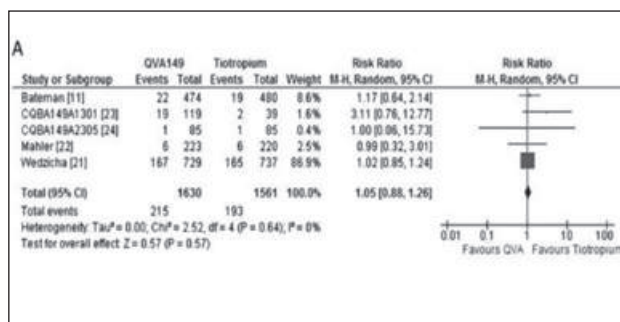 A
QVA149 Tiotropium Risk Ratio Risk Ratio
Study or Subgroup Events Total Events Total Weight M-H, Random, 95% CI M-H, Random, 95% CI
Bateman [11] 22 474 19 480 8.6% 1.17 [0.64, 2.14]
CQBA149A1301 [23] 19 119 2 39 1.6% 3.11 [0.76, 12.77]
CQBA149A2305 [24] 1 85 1 85 0.4% 1.00 [0.06, 15.73]
Mahler [22] 6 223 6 220 2.5% 0.99 [0.32, 3.01]
Wedzicha [21] 167 729 165 737 86.9% 1.02 [0.85, 1.24]
Total (95% CI) 1630 1561 100.0% 1.05 [0.88, 1.26]
Total events 215 193
Heterogeneity: Tau² = 0.00; Chi² = 2.52, df = 4 (P = 0.64); I² = 0%
Test for overall effect: Z = 0.57 (P = 0.57)
0.01 0.1 1 10 100
Favours QVA Favours Tiotropium